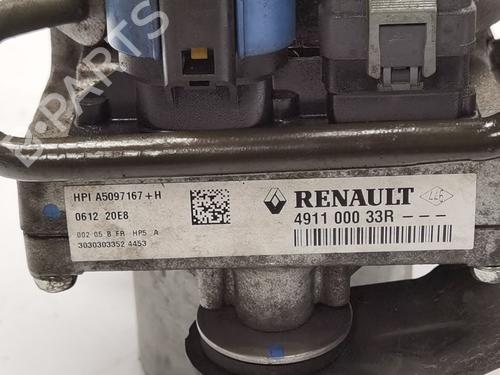 B-PARTS
HPI A5097167+H
0612 20E8
002 05 B FR HP5 A
3030303352 4453
RENAULT
4911 000 33R - - -